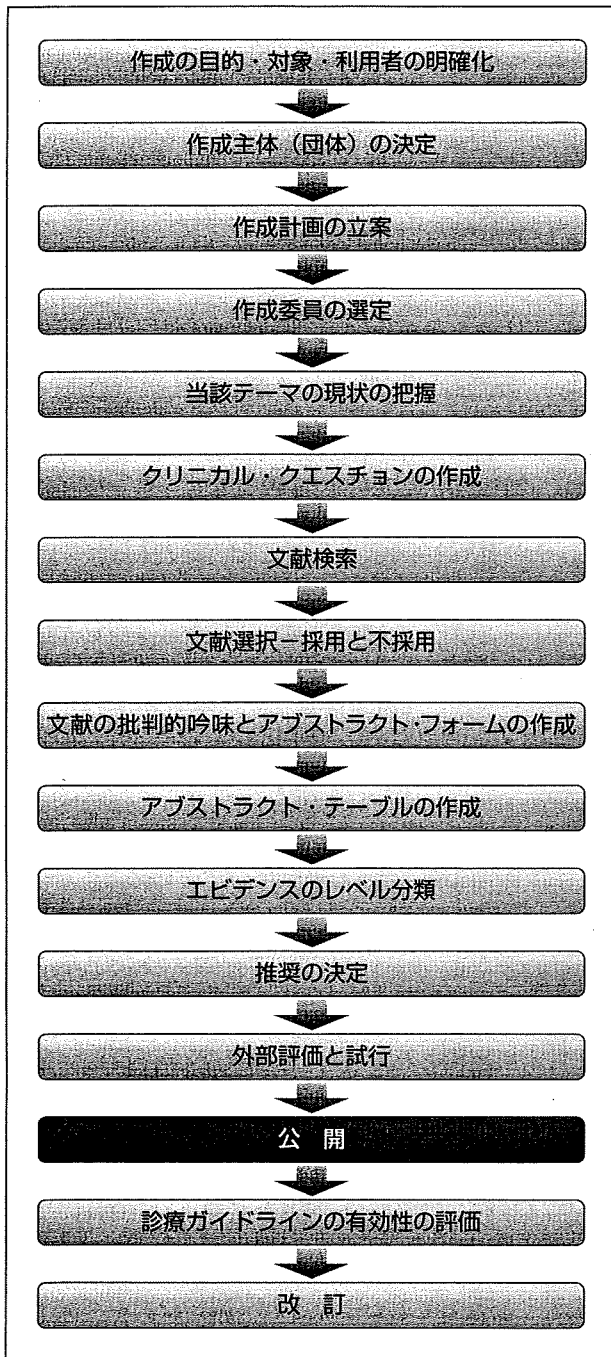 作成の目的・対象・利用者の明確化
作成主体（団体）の決定
作成計画の立案
作成委員の選定
当該テーマの現状の把握
クリニカル・クエスチョンの作成
文献検索
文献選択－採用と不採用
文献の批判的吟味とアブストラクト・フォームの作成
アブストラクト・テーブルの作成
エビデンスのレベル分類
推奨の決定
外部評価と試行
公　開
診療ガイドラインの有効性の評価
改　訂